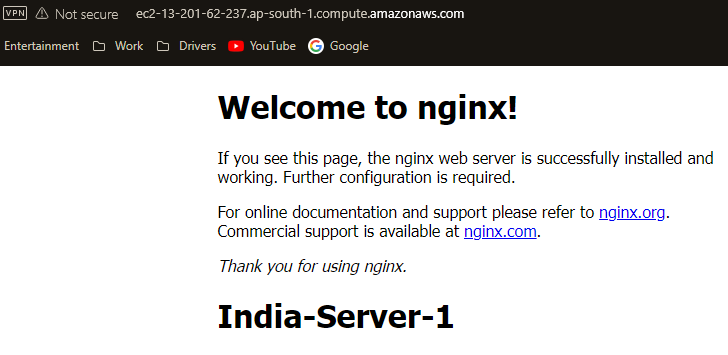 VPN Not secure ec2-13-201-62-237.ap-south-1.compute.amazonaws.com
Entertainment Work Drivers YouTube Google
Welcome to nginx!
If you see this page, the nginx web server is successfully installed and
working. Further configuration is required.
For online documentation and support please refer to nginx.org.
Commercial support is available at nginx.com.
Thank you for using nginx.
India-Server-1